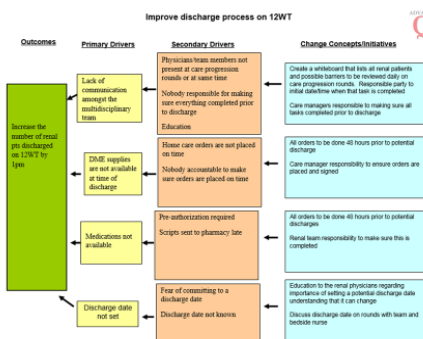 Improve discharge process on 12WT
Outcomes
Primary Drivers
Secondary Drivers
Change Concepts/Initiatives
Increase the
number of renal
pts discharged
on 12WT by
1pm
Lack of
communication
amongst the
multidisciplinary
team
Physicians/team members not
present at care progression
rounds or at same time
Nobody responsible for making
sure everything completed prior
to discharge
Education
Create a whiteboard that lists all renal patients
and possible barriers to be reviewed daily on
care progression rounds. Responsible party to
initial date/time when that task is completed
Care managers responsible to making sure all
tasks completed prior to discharge
DME supplies
are not available
at time of
discharge
Home care orders are not placed
on time
Nobody accountable to make
sure orders are placed on time
All orders to be done 48 hours prior to potential
discharge
Care manager responsibility to ensure orders are
placed and signed
Medications not
available
Pre-authorization required
Scripts sent to pharmacy late
All orders to be done 48 hours prior to potential
discharges
Renal team responsibility to make sure this is
completed
Discharge date
not set
Fear of committing to a
discharge date
Discharge date not known
Education to the renal physicians regarding
importance of setting a potential discharge date
understanding that it can change
Discuss discharge date on rounds with team and
bedside nurse